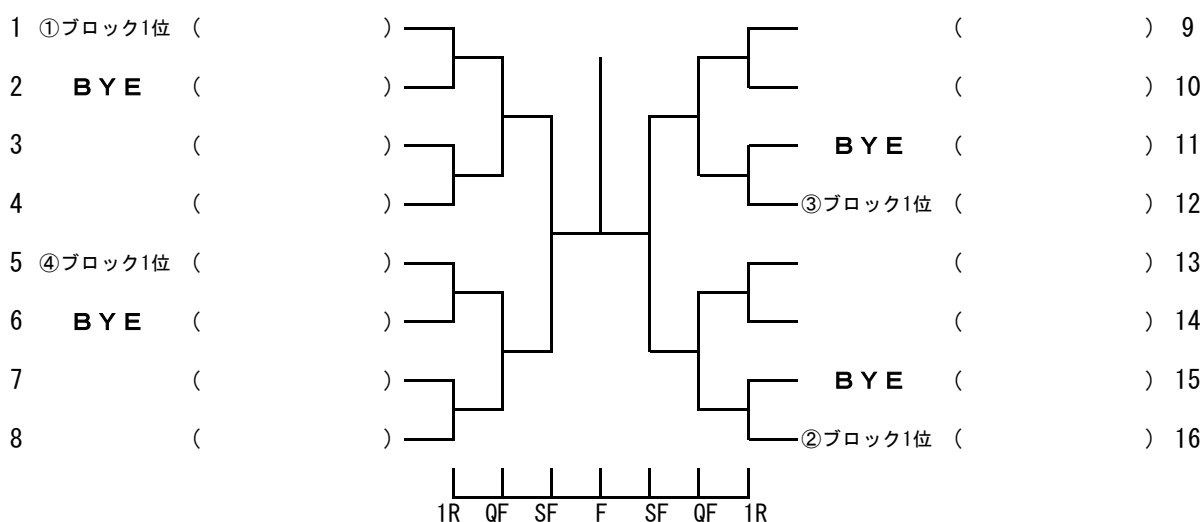 1 ①ブロック1位 ( ) ( ) 9
2 ＢＹＥ ( ) ( ) 10
3 ( ) ＢＹＥ ( ) 11
4 ( ) ③ブロック1位 ( ) 12
5 ④ブロック1位 ( ) ( ) 13
6 ＢＹＥ ( ) ( ) 14
7 ( ) ＢＹＥ ( ) 15
8 ( ) ②ブロック1位 ( ) 16
1R QF SF F SF QF 1R